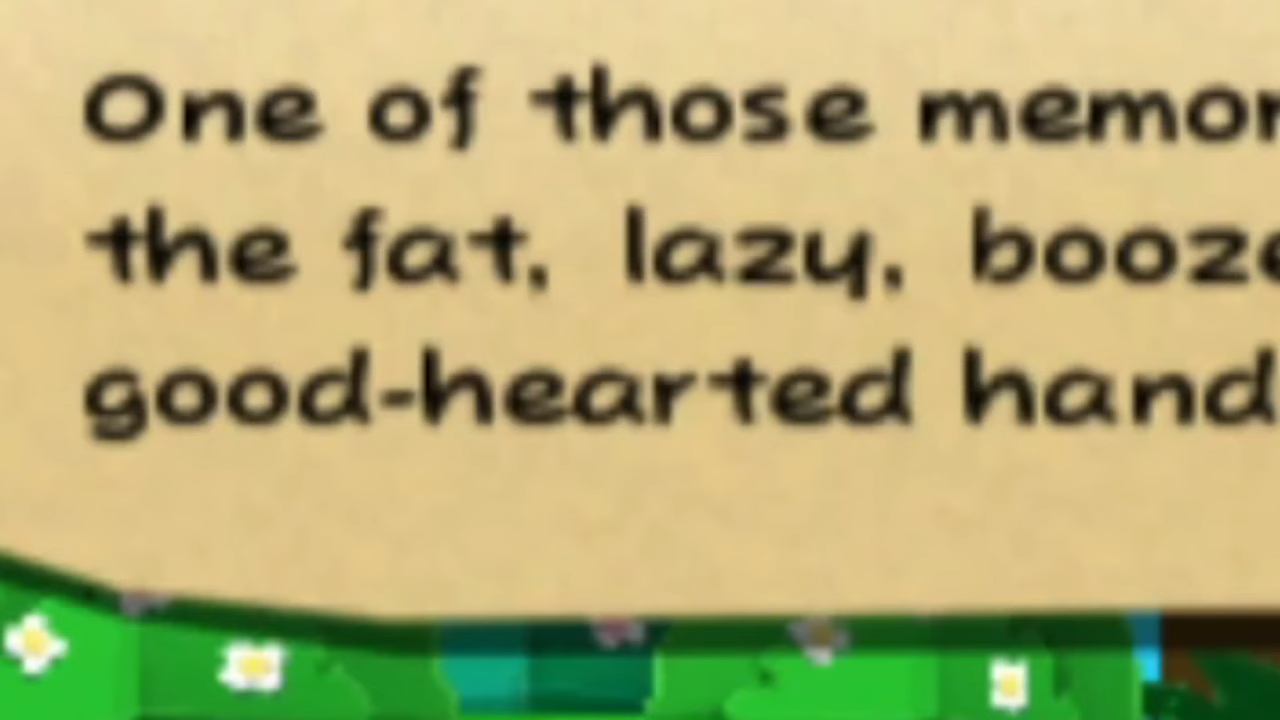 One of those memor
the fat, lazy, booze
good-hearted hand